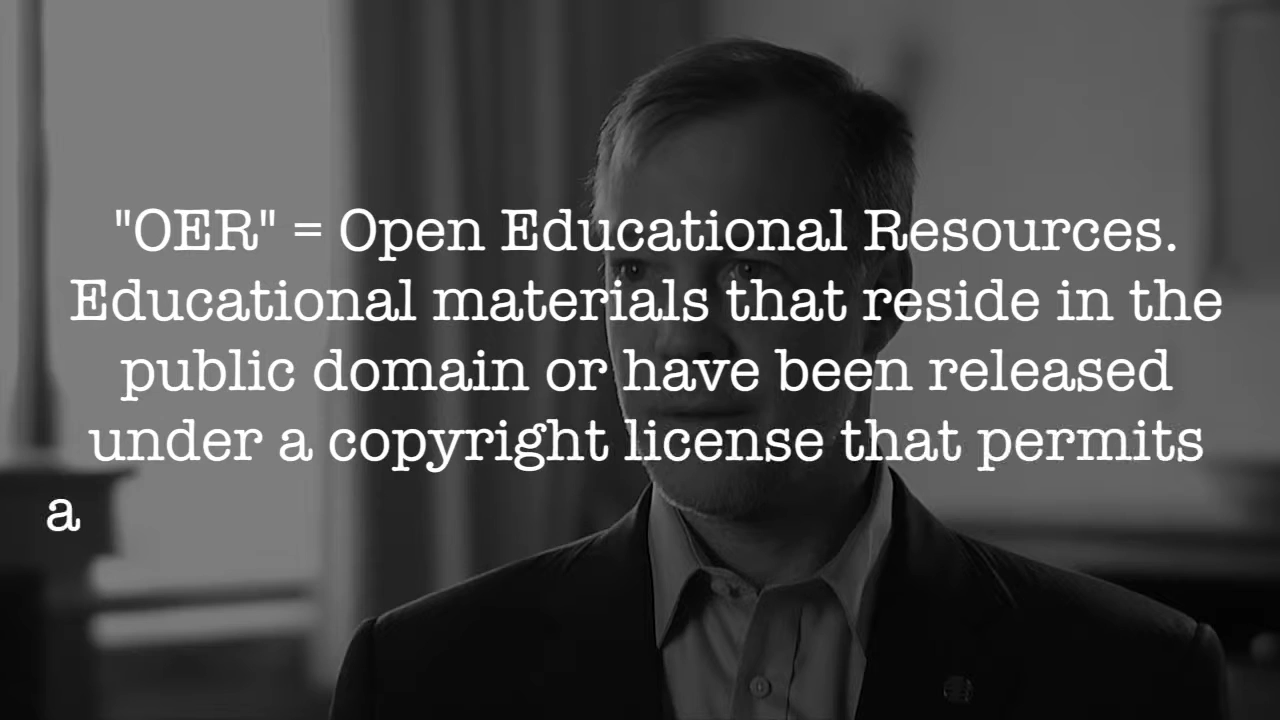 "OER" = Open Educational Resources.
Educational materials that reside in the
public domain or have been released
under a copyright license that permits
a